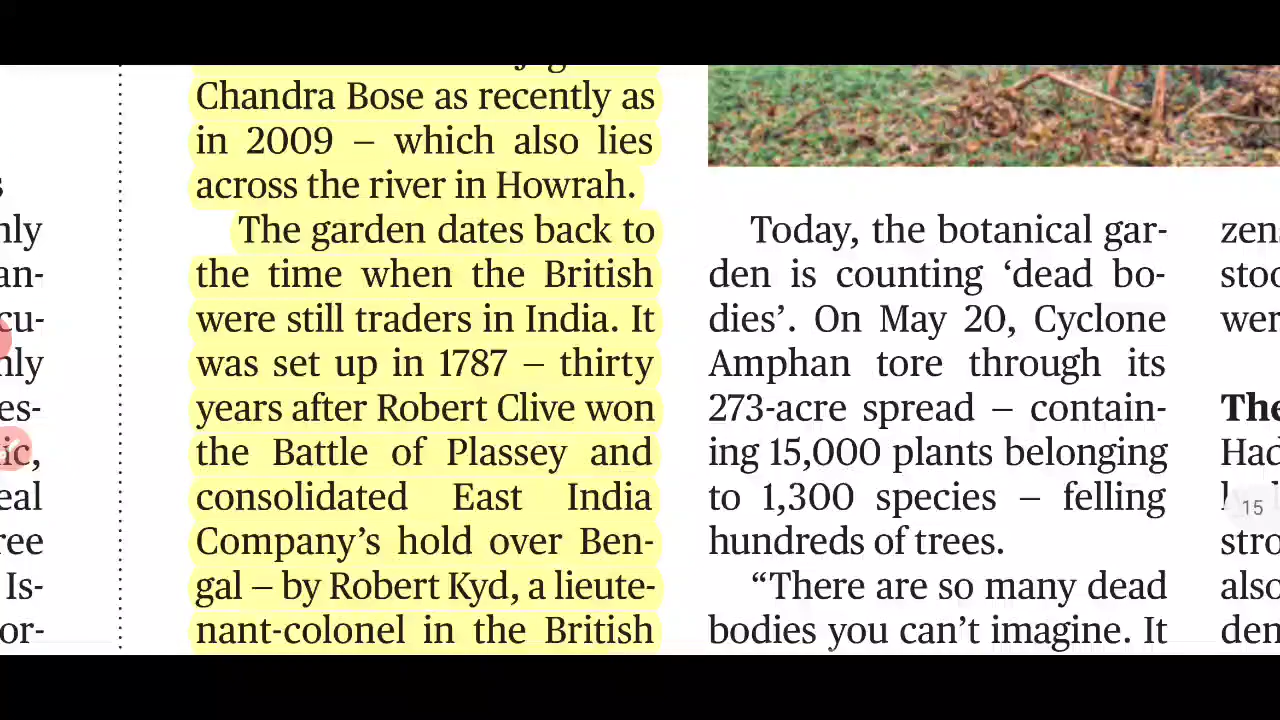 Chandra Bose as recently as
in 2009 – which also lies
across the river in Howrah.
The garden dates back to
the time when the British
were still traders in India. It
was set up in 1787 – thirty
years after Robert Clive won
the Battle of Plassey and
consolidated East India
Company’s hold over Ben-
gal – by Robert Kyd, a lieute-
nant-colonel in the British
Today, the botanical gar-
den is counting ‘dead bo-
dies’. On May 20, Cyclone
Amphan tore through its
273-acre spread – contain-
ing 15,000 plants belonging
to 1,300 species – felling
hundreds of trees.
“There are so many dead
bodies you can’t imagine. It
15